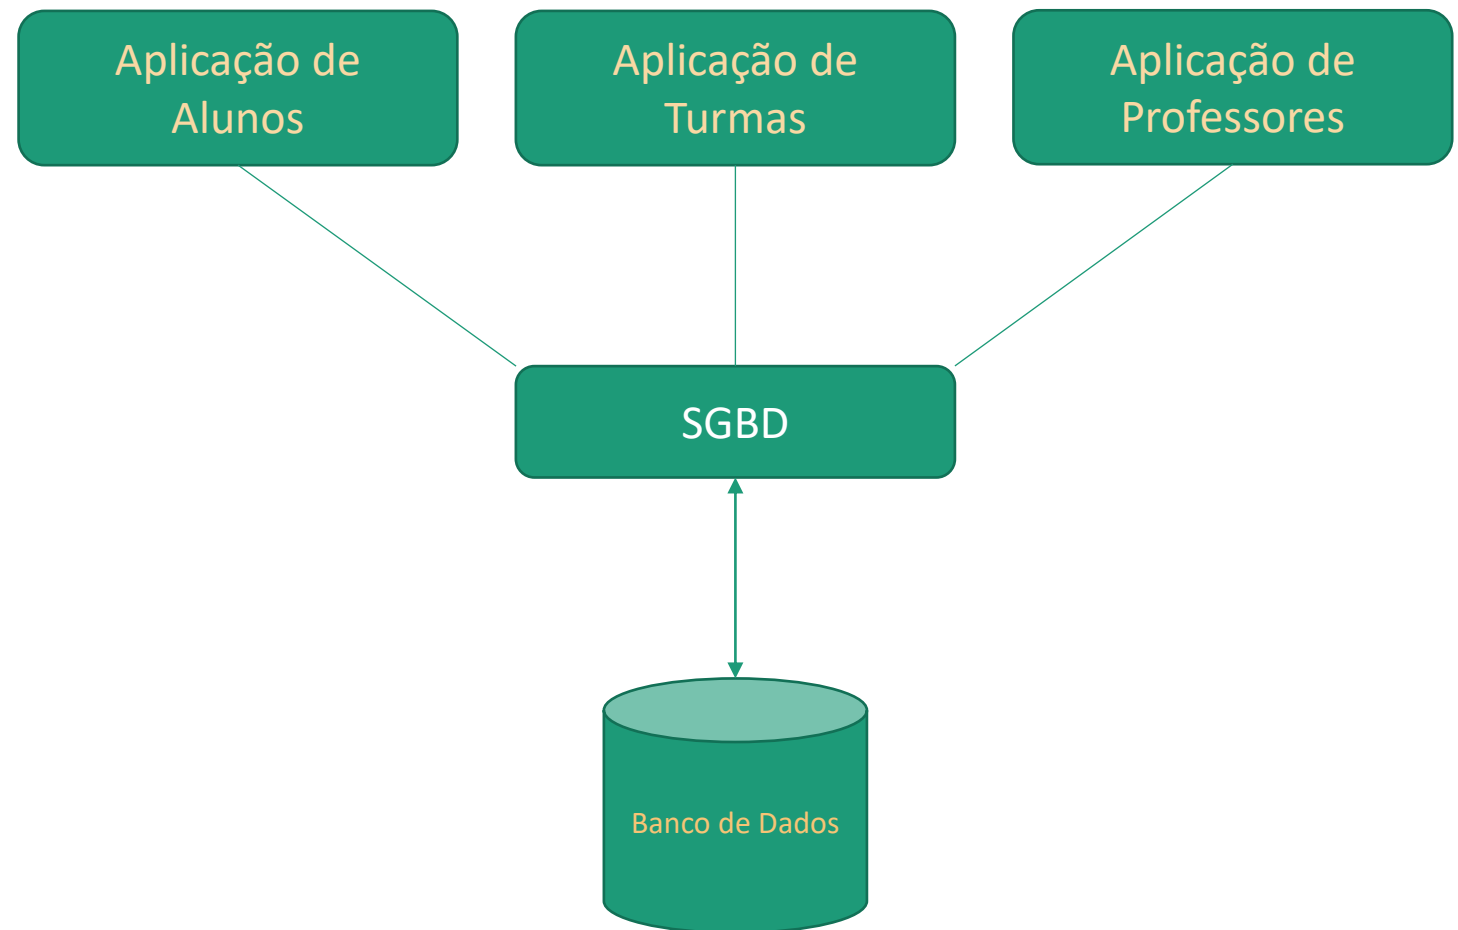 Aplicação de
Alunos
Aplicação de
Turmas
Aplicação de
Professores
SGBD
Banco de Dados